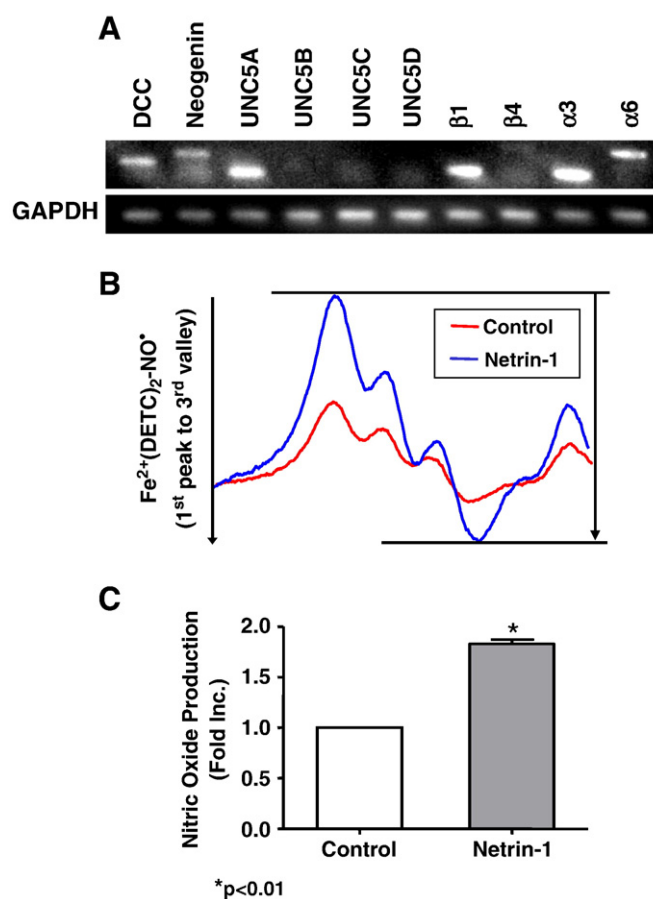 A
DCC
Neogenin
UNC5A
UNC5B
UNC5C
UNC5D
β1
β4
α3
α6
GAPDH
B
Fe²⁺(DETC)₂-NO•
(1ˢᵗ peak to 3ʳᵈ valley)
Control
Netrin-1
C
Nitric Oxide Production
(Fold Inc.)
2.0
1.5
1.0
0.5
0.0
*
Control
Netrin-1
*p<0.01